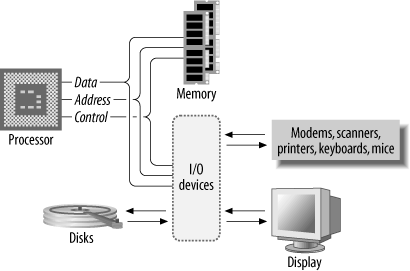 Data
Address
Control
Processor
Memory
I/O
devices
Modems, scanners,
printers, keyboards, mice
Disks
Display